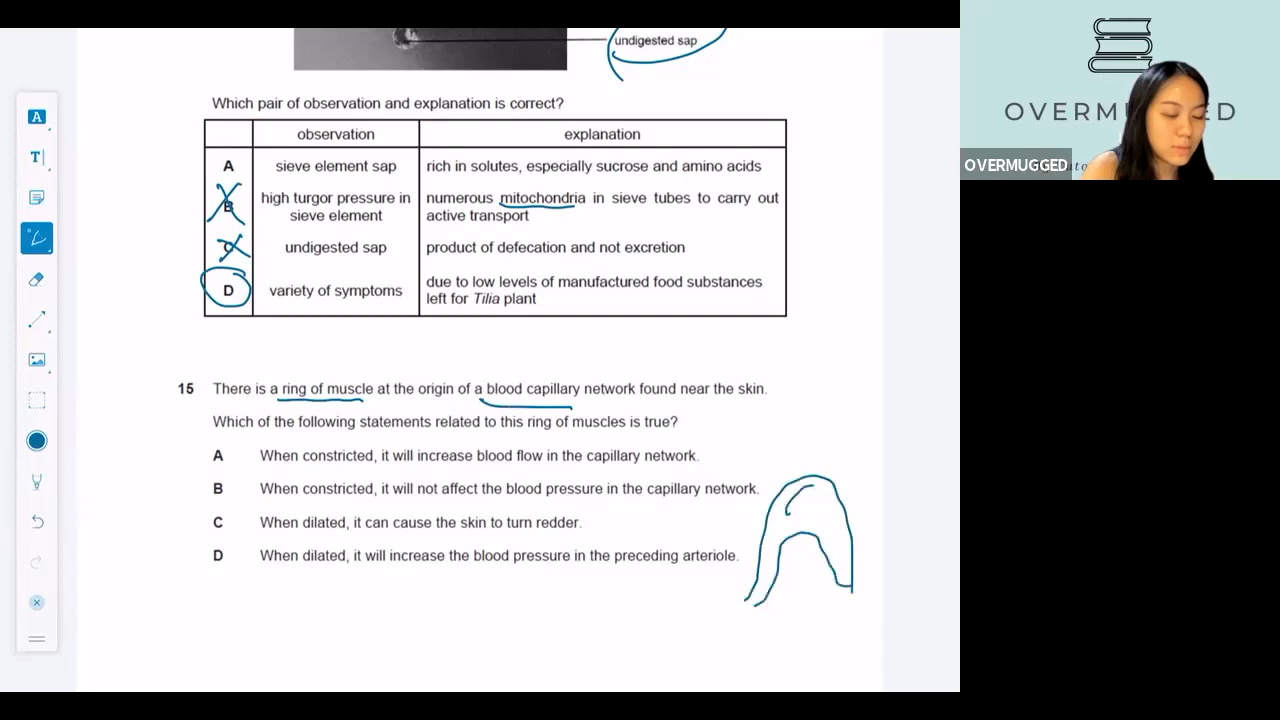 undigested sap
Which pair of observation and explanation is correct?
observation explanation
A sieve element sap rich in solutes, especially sucrose and amino acids
B high turgor pressure in sieve element numerous mitochondria in sieve tubes to carry out active transport
C undigested sap product of defecation and not excretion
D variety of symptoms due to low levels of manufactured food substances left for Tilia plant
15 There is a ring of muscle at the origin of a blood capillary network found near the skin.
Which of the following statements related to this ring of muscles is true?
A When constricted, it will increase blood flow in the capillary network.
B When constricted, it will not affect the blood pressure in the capillary network.
C When dilated, it can cause the skin to turn redder.
D When dilated, it will increase the blood pressure in the preceding arteriole.
A
T
OVERMUGGED